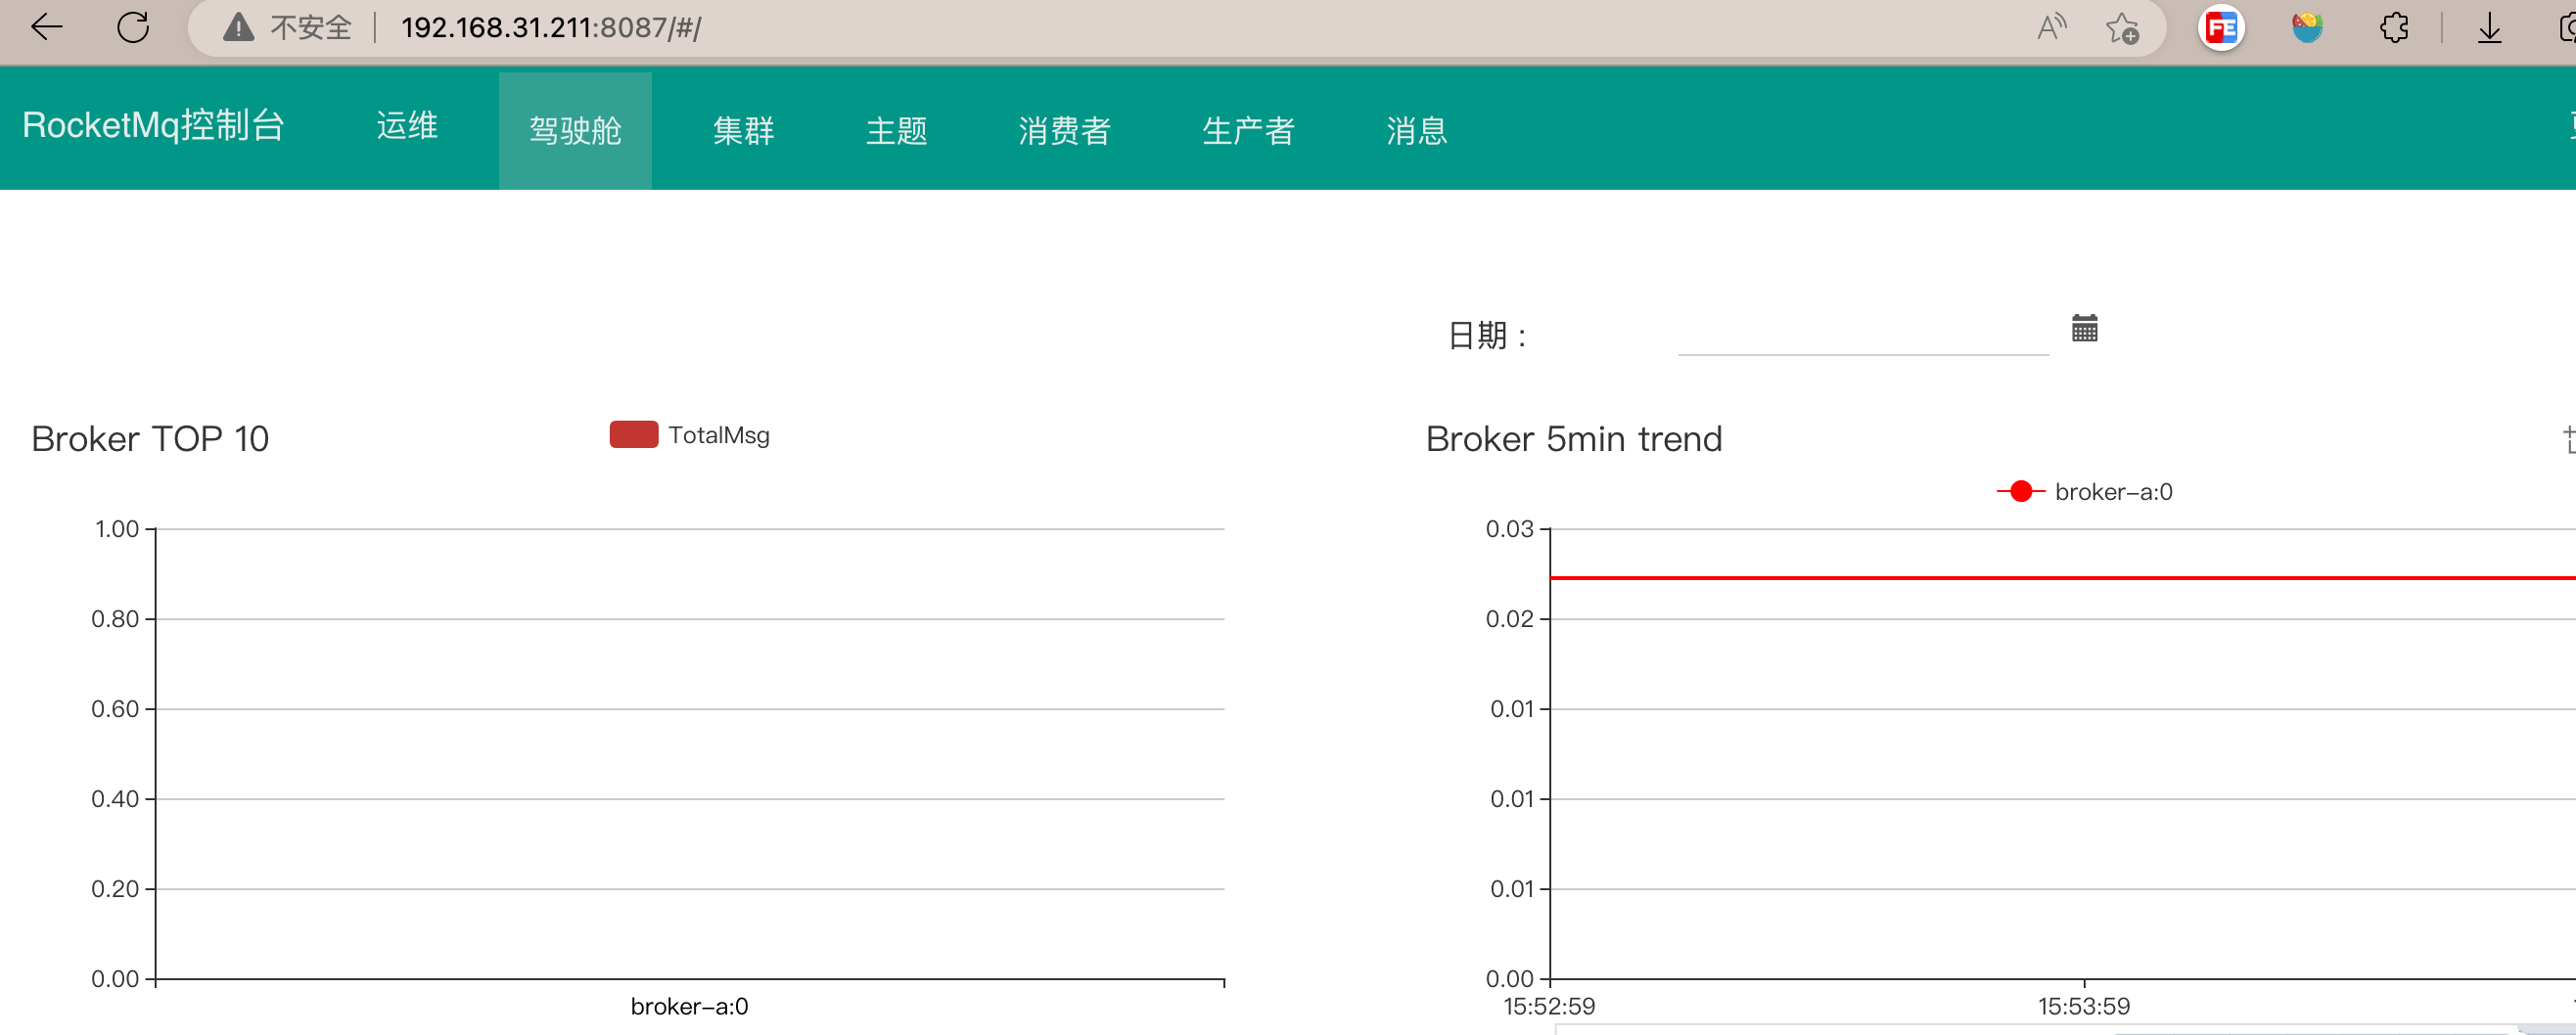 不安全 192.168.31.211:8087/#/
RocketMq控制台 运维 驾驶舱 集群 主题 消费者 生产者 消息
日期：
Broker TOP 10 TotalMsg
Broker 5min trend
broker-a:0
1.00
0.80
0.60
0.40
0.20
0.00
broker-a:0
0.03
0.02
0.01
0.01
0.01
0.00
15:52:59 15:53:59